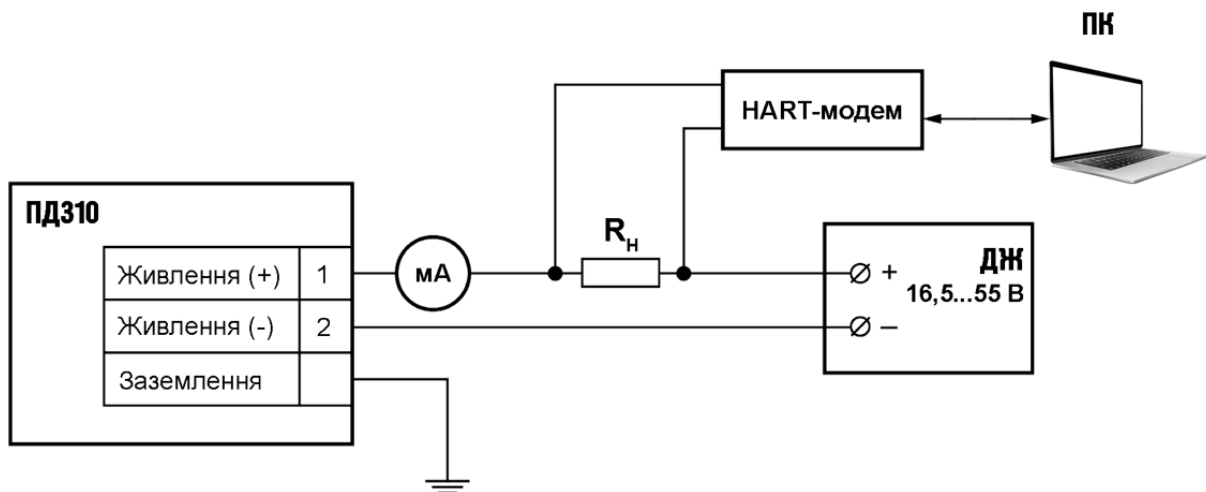 ПК
HART-модем
ПД310
Живлення (+) 1
Живлення (-) 2
Заземлення
мА
RН
ДЖ
16,5...55 В
+
–